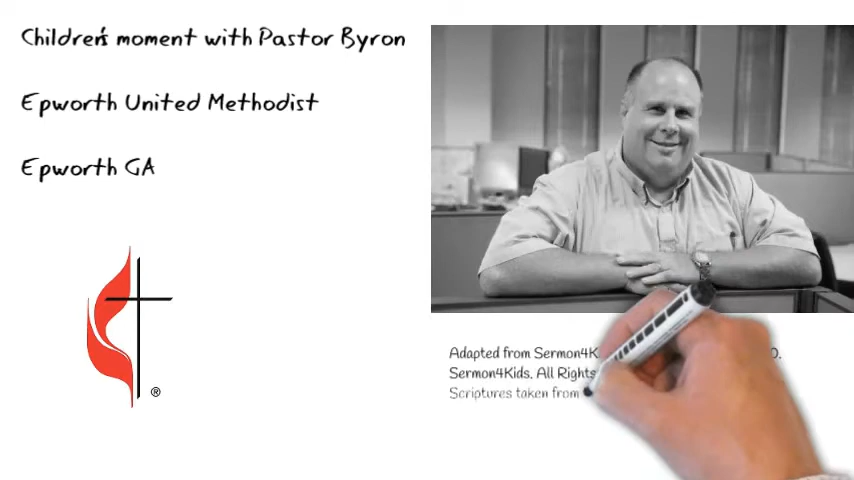 Children's moment with Pastor Byron
Epworth United Methodist
Epworth GA
®
Adapted from Sermon4K
Sermon4Kids. All Rights
Scriptures taken from